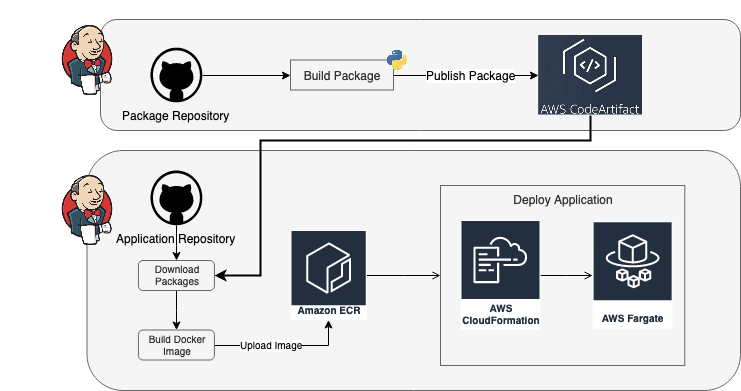 Package Repository
Build Package
Publish Package
AWS CodeArtifact
Application Repository
Download
Packages
Build Docker
Image
Upload Image
Amazon ECR
Deploy Application
AWS
CloudFormation
AWS Fargate